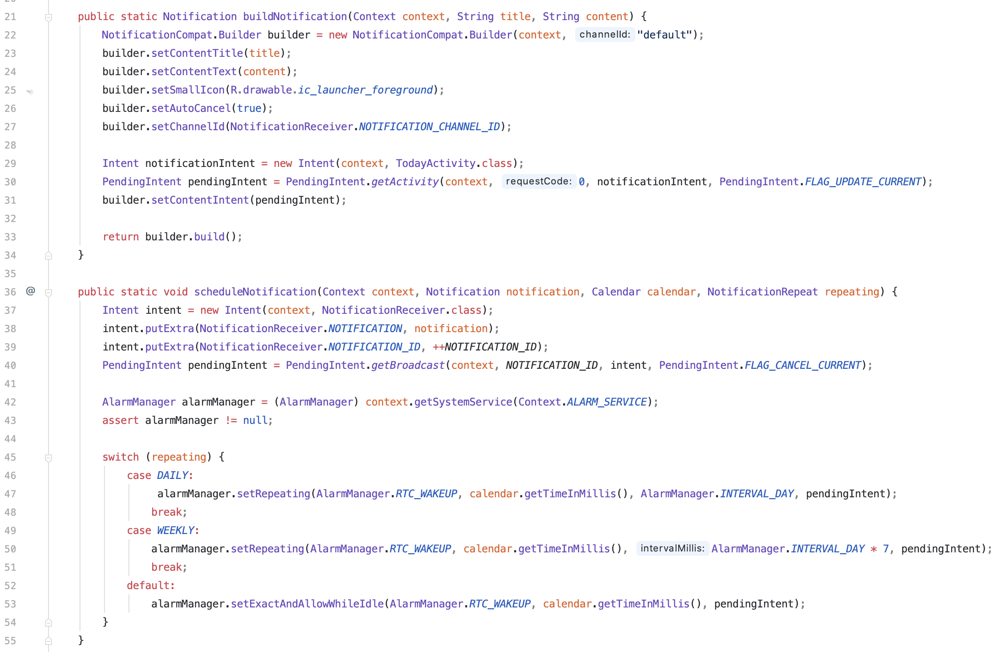 21 public static Notification buildNotification(Context context, String title, String content) {
22 NotificationCompat.Builder builder = new NotificationCompat.Builder(context, channelId: "default");
23 builder.setContentTitle(title);
24 builder.setContentText(content);
25 builder.setSmallIcon(R.drawable.ic_launcher_foreground);
26 builder.setAutoCancel(true);
27 builder.setChannelId(NotificationReceiver.NOTIFICATION_CHANNEL_ID);
28
29 Intent notificationIntent = new Intent(context, TodayActivity.class);
30 PendingIntent pendingIntent = PendingIntent.getActivity(context, requestCode: 0, notificationIntent, PendingIntent.FLAG_UPDATE_CURRENT);
31 builder.setContentIntent(pendingIntent);
32
33 return builder.build();
34 }
35
36 @ public static void scheduleNotification(Context context, Notification notification, Calendar calendar, NotificationRepeat repeating) {
37 Intent intent = new Intent(context, NotificationReceiver.class);
38 intent.putExtra(NotificationReceiver.NOTIFICATION, notification);
39 intent.putExtra(NotificationReceiver.NOTIFICATION_ID, ++NOTIFICATION_ID);
40 PendingIntent pendingIntent = PendingIntent.getBroadcast(context, NOTIFICATION_ID, intent, PendingIntent.FLAG_CANCEL_CURRENT);
41
42 AlarmManager alarmManager = (AlarmManager) context.getSystemService(Context.ALARM_SERVICE);
43 assert alarmManager != null;
44
45 switch (repeating) {
46 case DAILY:
47 alarmManager.setRepeating(AlarmManager.RTC_WAKEUP, calendar.getTimeInMillis(), AlarmManager.INTERVAL_DAY, pendingIntent);
48 break;
49 case WEEKLY:
50 alarmManager.setRepeating(AlarmManager.RTC_WAKEUP, calendar.getTimeInMillis(), intervalMillis: AlarmManager.INTERVAL_DAY * 7, pendingIntent);
51 break;
52 default:
53 alarmManager.setExactAndAllowWhileIdle(AlarmManager.RTC_WAKEUP, calendar.getTimeInMillis(), pendingIntent);
54 }
55 }